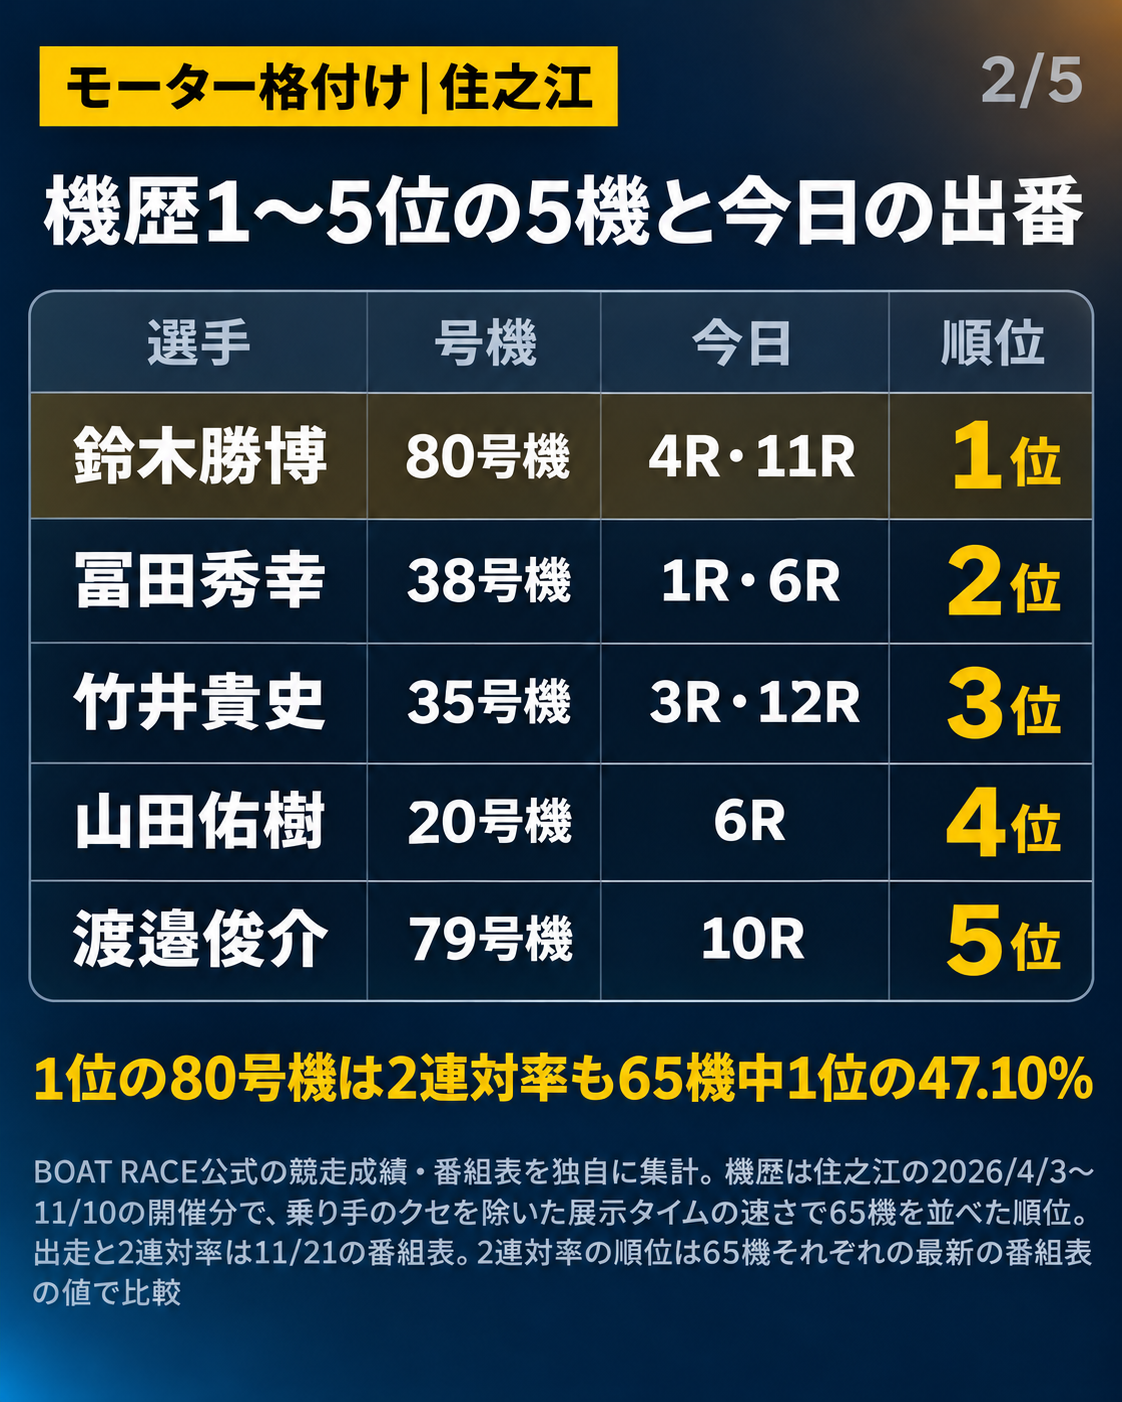 モーター格付け|住之江
2/5
機歴1〜5位の5機と今日の出番
選手 号機 今日 順位
鈴木勝博 80号機 4R・11R 1位
冨田秀幸 38号機 1R・6R 2位
竹井貴史 35号機 3R・12R 3位
山田佑樹 20号機 6R 4位
渡邉俊介 79号機 10R 5位
1位の80号機は2連対率も65機中1位の47.10%
BOAT RACE公式の競走成績・番組表を独自に集計。機歴は住之江の2026/4/3〜
11/10の開催分で、乗り手のクセを除いた展示タイムの速さで65機を並べた順位。
出走と2連対率は11/21の番組表。2連対率の順位は65機それぞれの最新の番組表
の値で比較